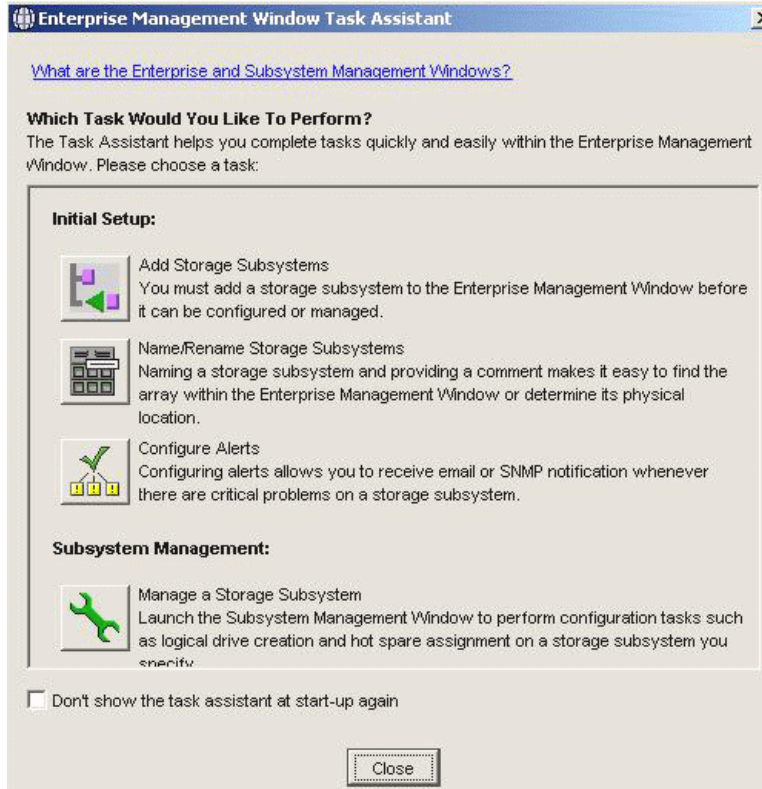 Enterprise Management Window Task Assistant
What are the Enterprise and Subsystem Management Windows?
Which Task Would You Like To Perform?
The Task Assistant helps you complete tasks quickly and easily within the Enterprise Management
Window. Please choose a task:
Initial Setup:
Add Storage Subsystems
You must add a storage subsystem to the Enterprise Management Window before
it can be configured or managed.
Name/Rename Storage Subsystems
Naming a storage subsystem and providing a comment makes it easy to find the
array within the Enterprise Management Window or determine its physical
location.
Configure Alerts
Configuring alerts allows you to receive email or SNMP notification whenever
there are critical problems on a storage subsystem.
Subsystem Management:
Manage a Storage Subsystem
Launch the Subsystem Management Window to perform configuration tasks such
as logical drive creation and hot spare assignment on a storage subsystem you
specify.
Don't show the task assistant at start-up again
Close